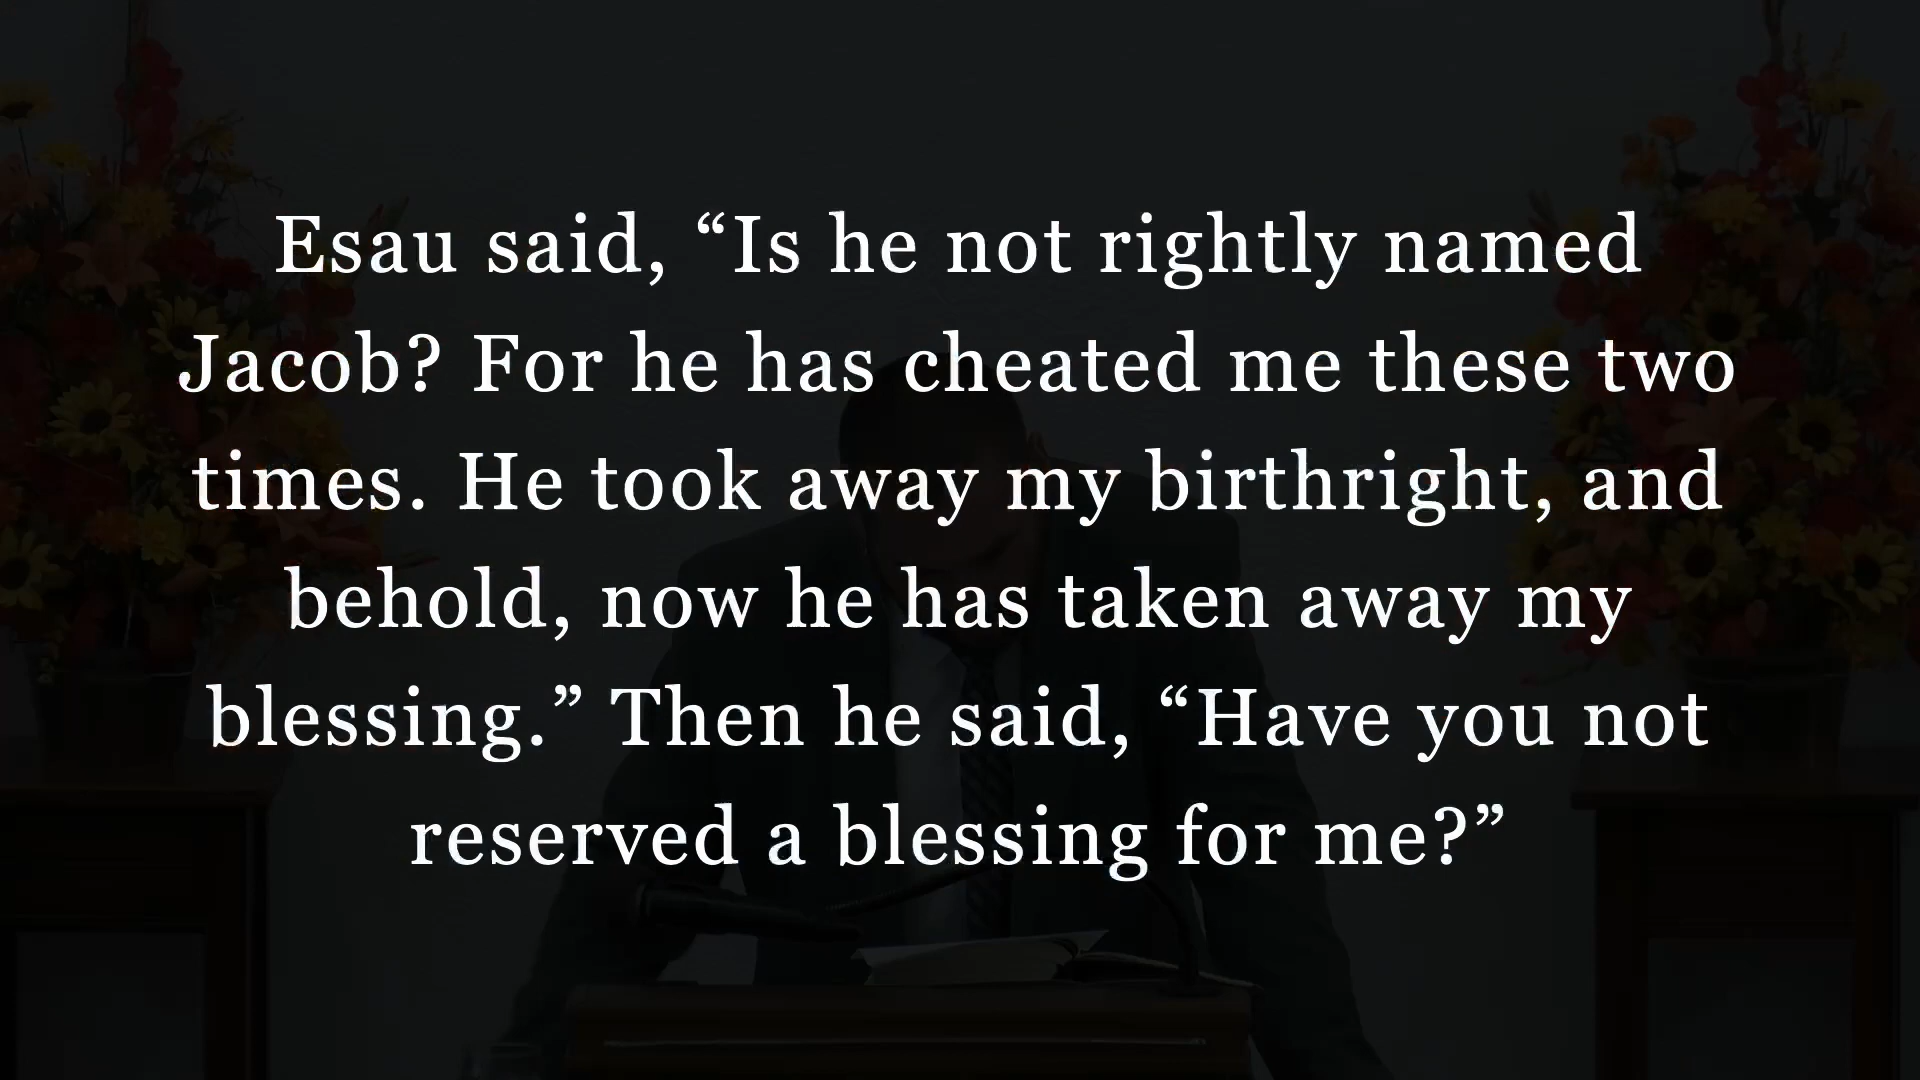 Esau said, “Is he not rightly named
Jacob? For he has cheated me these two
times. He took away my birthright, and
behold, now he has taken away my
blessing.” Then he said, “Have you not
reserved a blessing for me?”